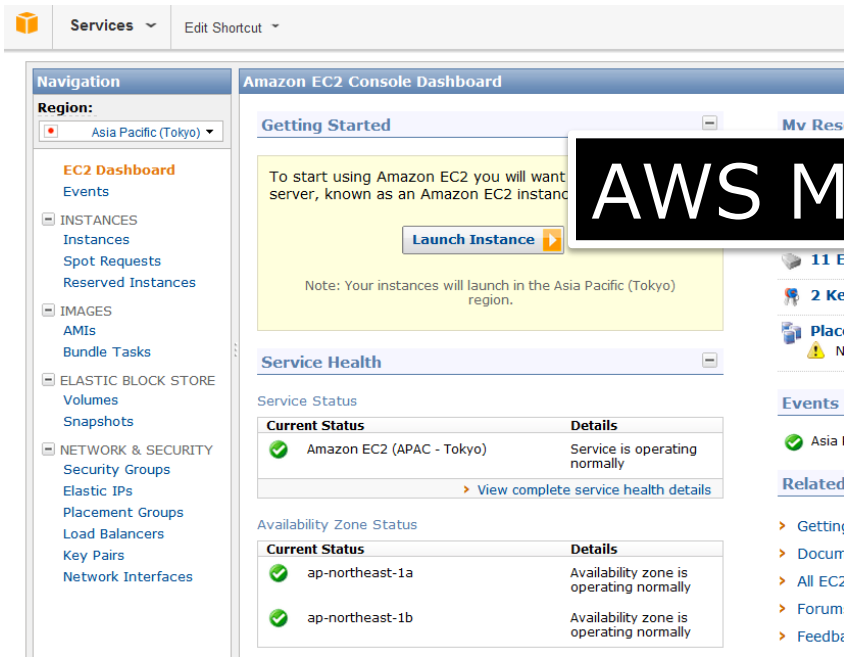 Services
Edit Shortcut
Navigation
Region:
Asia Pacific (Tokyo)
EC2 Dashboard
Events
INSTANCES
Instances
Spot Requests
Reserved Instances
IMAGES
AMIs
Bundle Tasks
ELASTIC BLOCK STORE
Volumes
Snapshots
NETWORK & SECURITY
Security Groups
Elastic IPs
Placement Groups
Load Balancers
Key Pairs
Network Interfaces
Amazon EC2 Console Dashboard
Getting Started
To start using Amazon EC2 you will want
server, known as an Amazon EC2 instanc
Launch Instance
Note: Your instances will launch in the Asia Pacific (Tokyo)
region.
Service Health
Service Status
Current Status Details
Amazon EC2 (APAC - Tokyo) Service is operating
normally
View complete service health details
Availability Zone Status
Current Status Details
ap-northeast-1a Availability zone is
operating normally
ap-northeast-1b Availability zone is
operating normally
AWS M
My Res
11 E
2 Ke
Plac
N
Events
Asia
Related
Getting
Docum
All EC2
Forum
Feedba